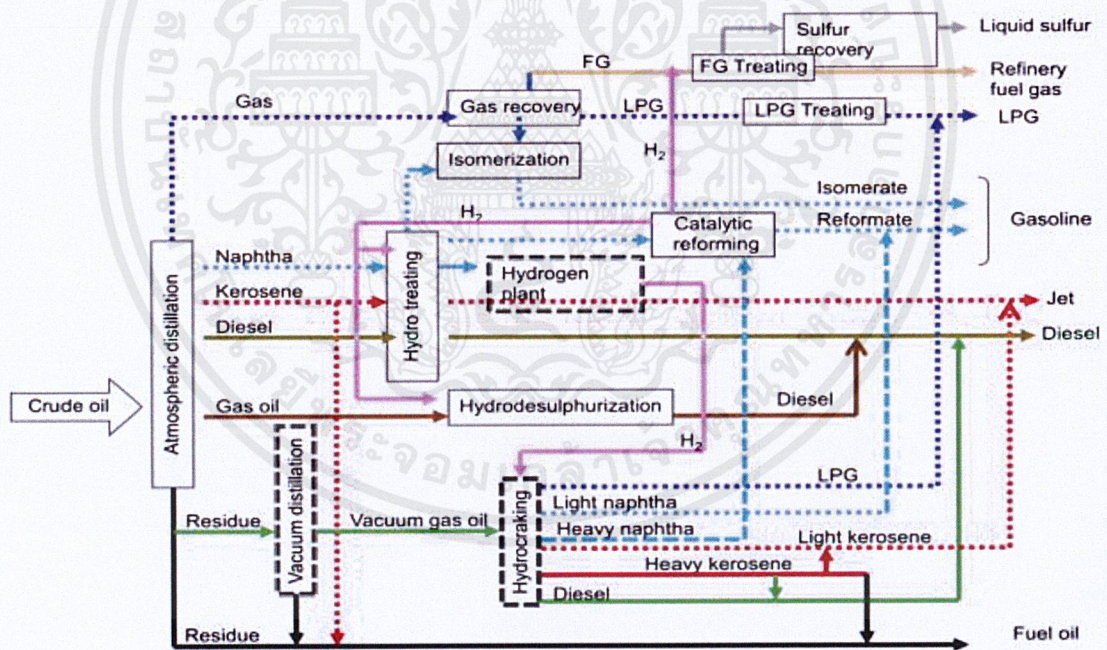 Sulfur
recovery
Liquid sulfur
FG
FG Treating
Refinery
fuel gas
Gas
Gas recovery
LPG
LPG Treating
LPG
H2
Isomerization
Isomerate
H2
Catalytic
reforming
Reformate
Gasoline
Naphtha
Hydro treating
Hydrogen
plant
Kerosene
Jet
Diesel
Diesel
Atmospheric distillation
Crude oil
Gas oil
Hydrodesulphurization
Diesel
H2
Vacuum distillation
LPG
Light naphtha
Residue
Vacuum gas oil
Hydrocraking
Heavy naphtha
Light kerosene
Heavy kerosene
Diesel
Residue
Fuel oil